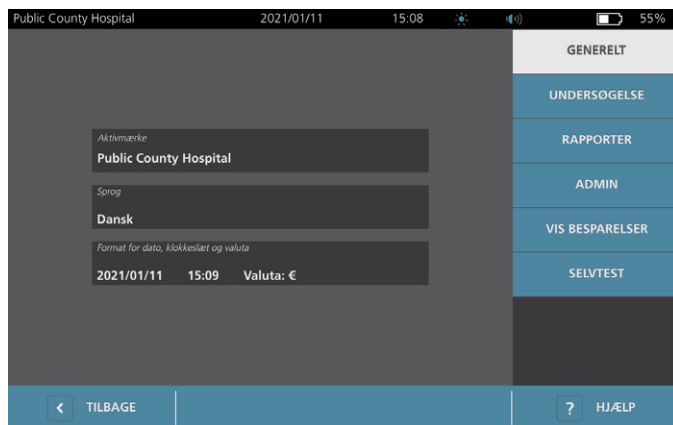 Public County Hospital 2021/01/11 15:08 55%
GENERELT
UNDERSØGELSE
RAPPORTER
ADMIN
VIS BESPARELSER
SELVTEST
Aktivmærke
Public County Hospital
Sprog
Dansk
Format for dato, klokkeslæt og valuta
2021/01/11 15:09 Valuta: €
< TILBAGE
? HJÆLP